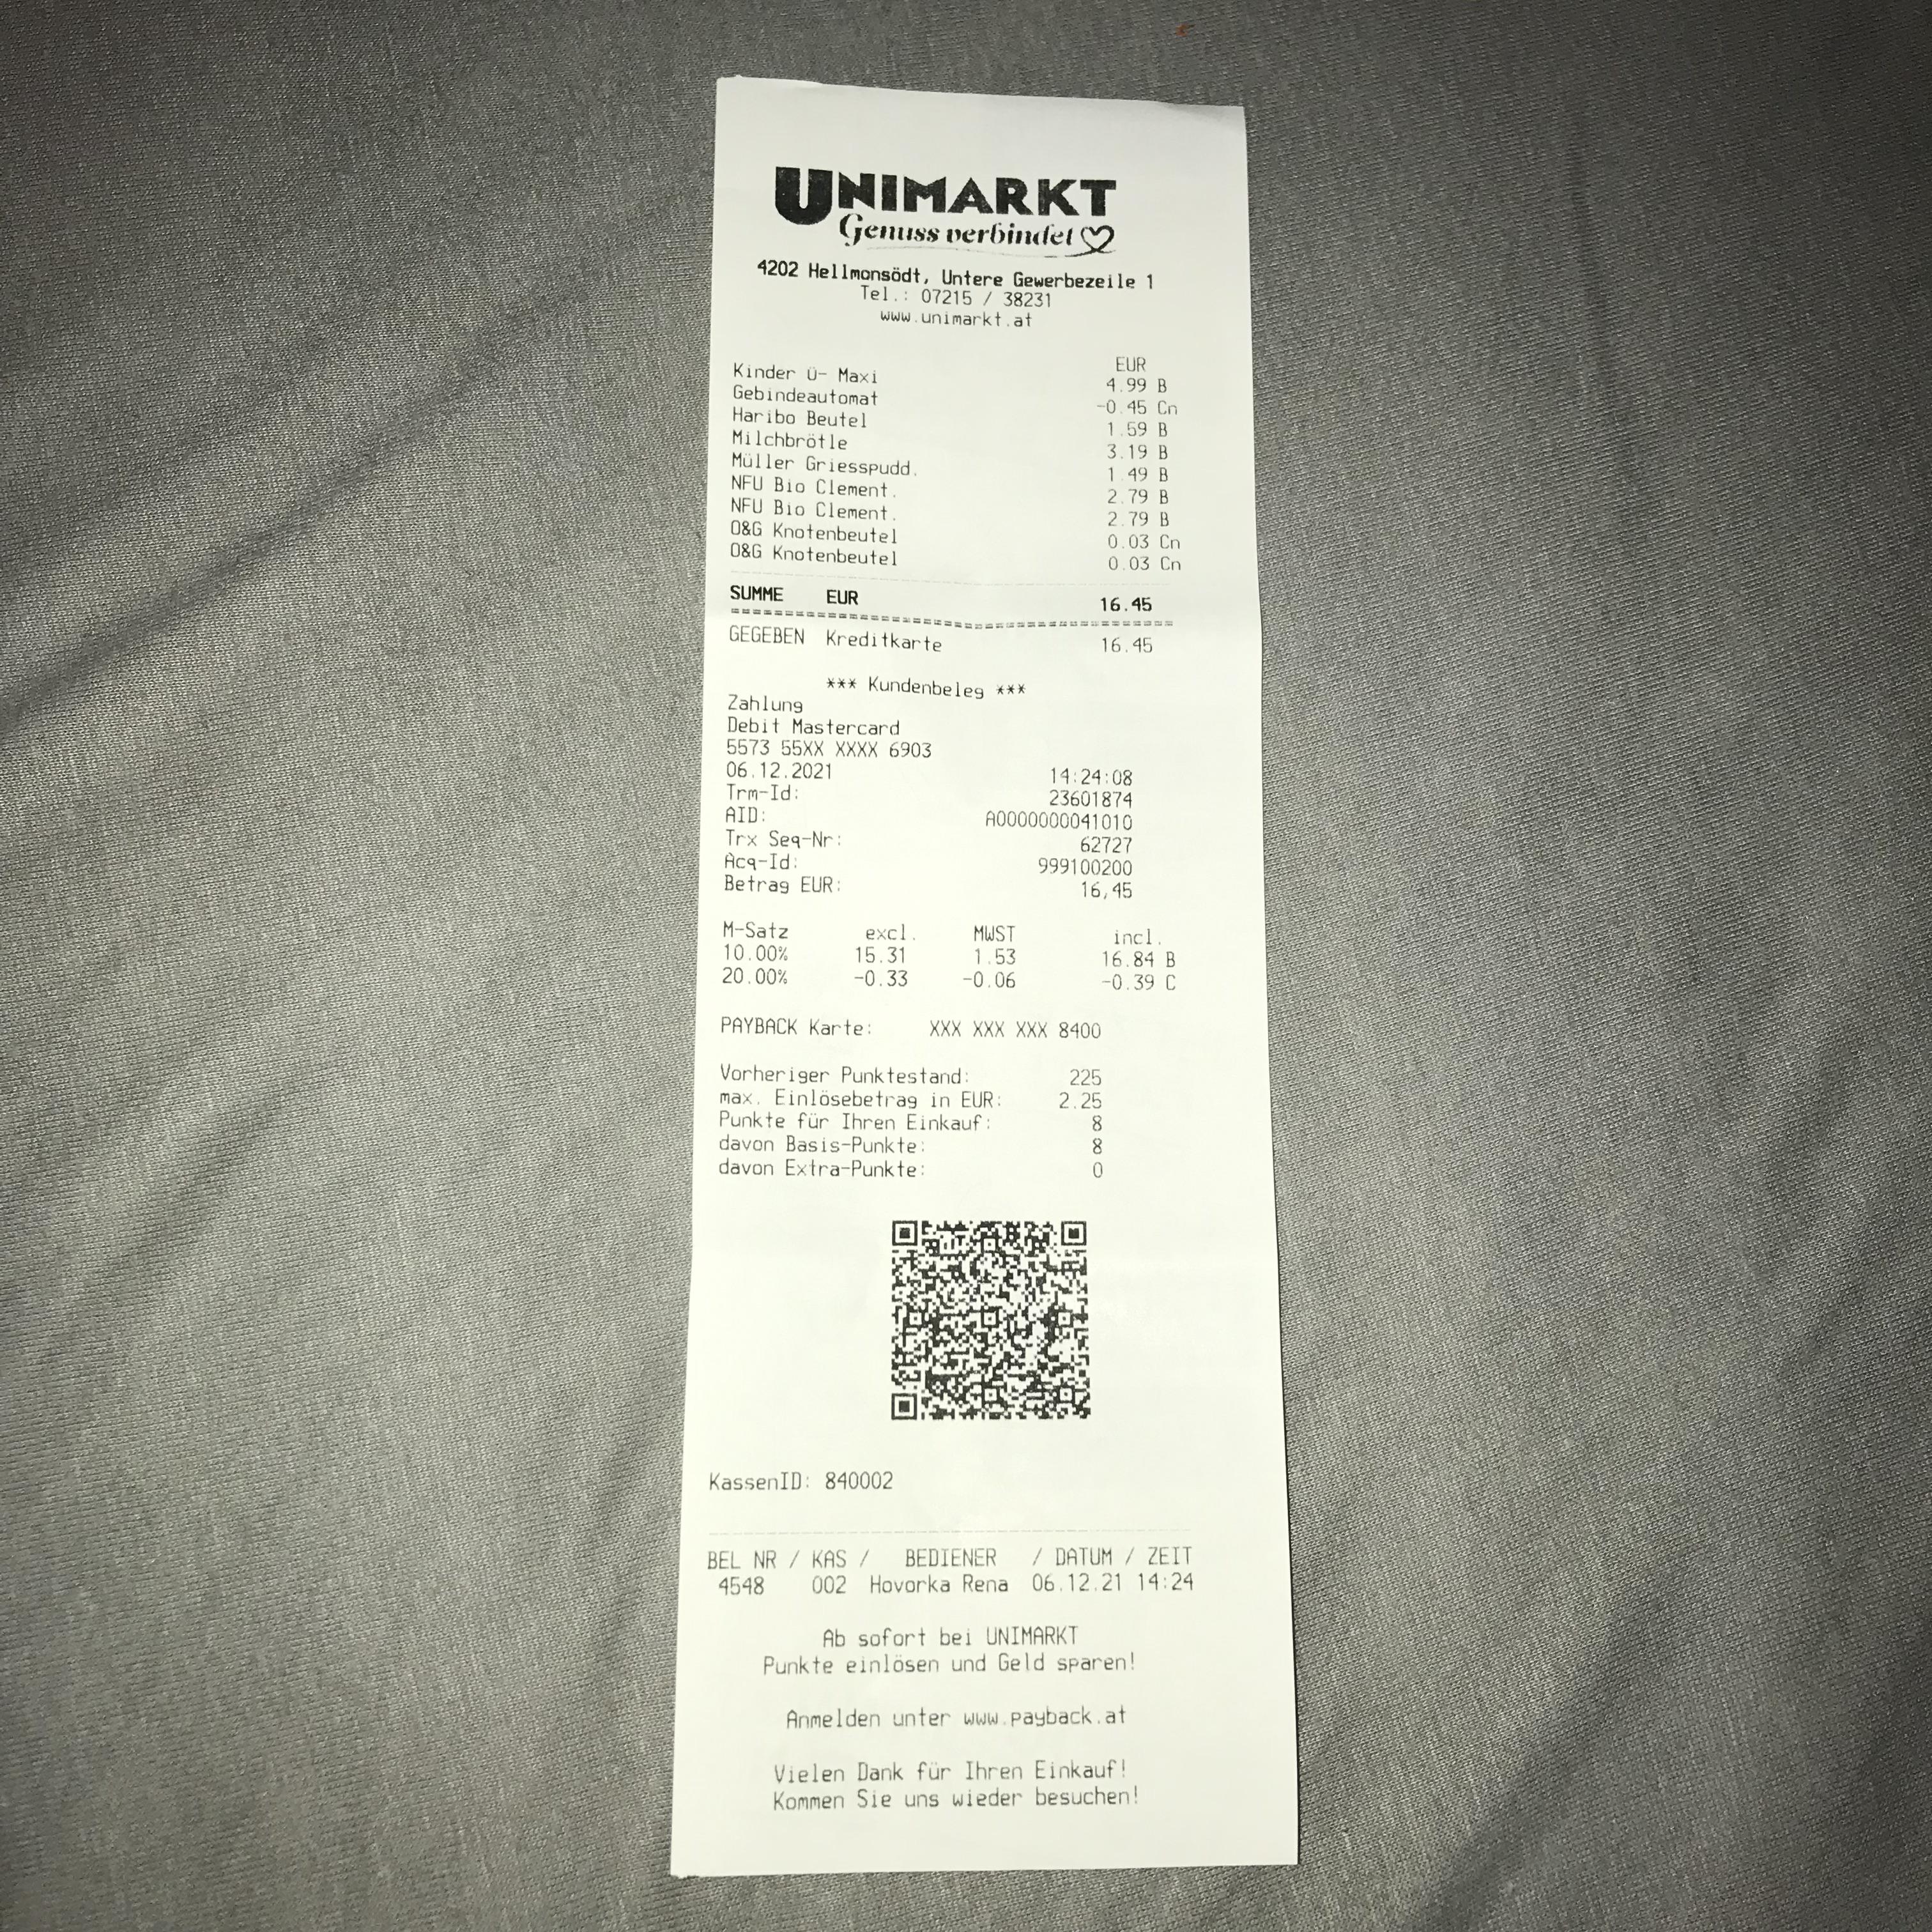 UNIMARKT
Genuss verbindet
4202 Hellmonsödt, Untere Gewerbezeile 1
Tel.: 07215 / 38231
www.unimarkt.at
EUR
Kinder Ü- Maxi 4.99 B
Gebindeautomat -0.45 Cn
Haribo Beutel 1.59 B
Milchbrötle 3.19 B
Müller Griesspudd. 1.49 B
NFU Bio Clement. 2.79 B
NFU Bio Clement. 2.79 B
O&G Knotenbeutel 0.03 Cn
O&G Knotenbeutel 0.03 Cn
SUMME EUR 16.45
GEGEBEN Kreditkarte 16.45
*** Kundenbeleg ***
Zahlung
Debit Mastercard
5573 55XX XXXX 6903
06.12.2021 14:24:08
Trm-Id: 23601874
AID: A0000000041010
Trx Seq-Nr: 62727
Acq-Id: 999100200
Betrag EUR: 16,45
M-Satz excl. MWST incl.
10.00% 15.31 1.53 16.84 B
20.00% -0.33 -0.06 -0.39 C
PAYBACK Karte: XXX XXX XXX 8400
Vorheriger Punktestand: 225
max. Einlösebetrag in EUR: 2.25
Punkte für Ihren Einkauf: 8
davon Basis-Punkte: 8
davon Extra-Punkte: 0
KassenID: 840002
BEL NR / KAS / BEDIENER / DATUM / ZEIT
4548 002 Hovorka Rena 06.12.21 14:24
Ab sofort bei UNIMARKT
Punkte einlösen und Geld sparen!
Anmelden unter www.payback.at
Vielen Dank für Ihren Einkauf!
Kommen Sie uns wieder besuchen!